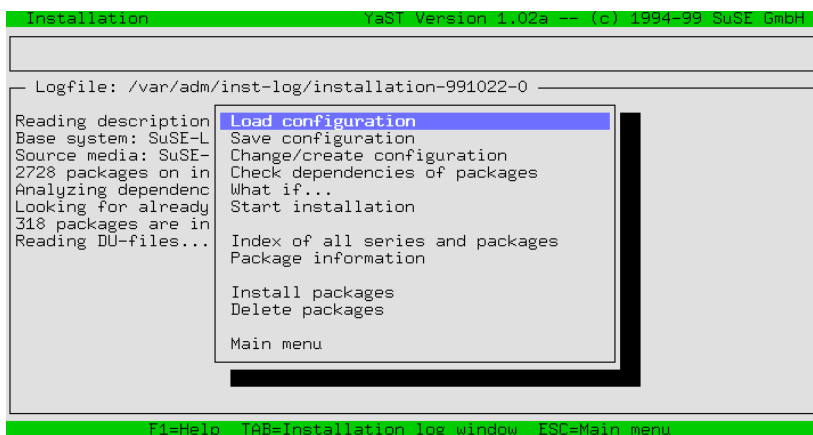 Installation YaST Version 1.02a -- (c) 1994-99 SuSE GmbH
Logfile: /var/adm/inst-log/installation-991022-0
Reading description Load configuration
Base system: SuSE-L Save configuration
Source media: SuSE- Change/create configuration
2728 packages on in Check dependencies of packages
Analyzing dependenc What if...
Looking for already Start installation
318 packages are in
Reading DU-files... Index of all series and packages
Package information
Install packages
Delete packages
Main menu
F1=Help TAB=Installation log window ESC=Main menu